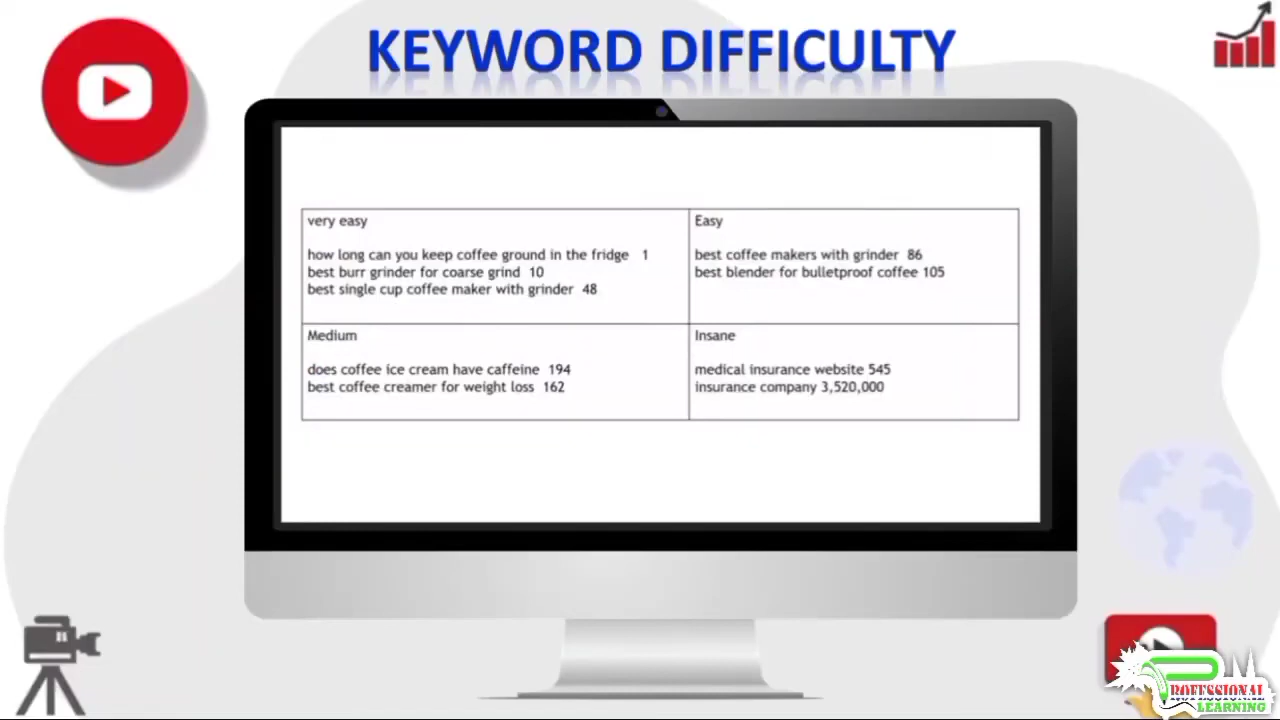 KEYWORD DIFFICULTY
very easy
how long can you keep coffee ground in the fridge 1
best burr grinder for coarse grind 10
best single cup coffee maker with grinder 48
Easy
best coffee makers with grinder 86
best blender for bulletproof coffee 105
Medium
does coffee ice cream have caffeine 194
best coffee creamer for weight loss 162
Insane
medical insurance website 545
insurance company 3,520,000
PROFESSIONAL
LEARNING